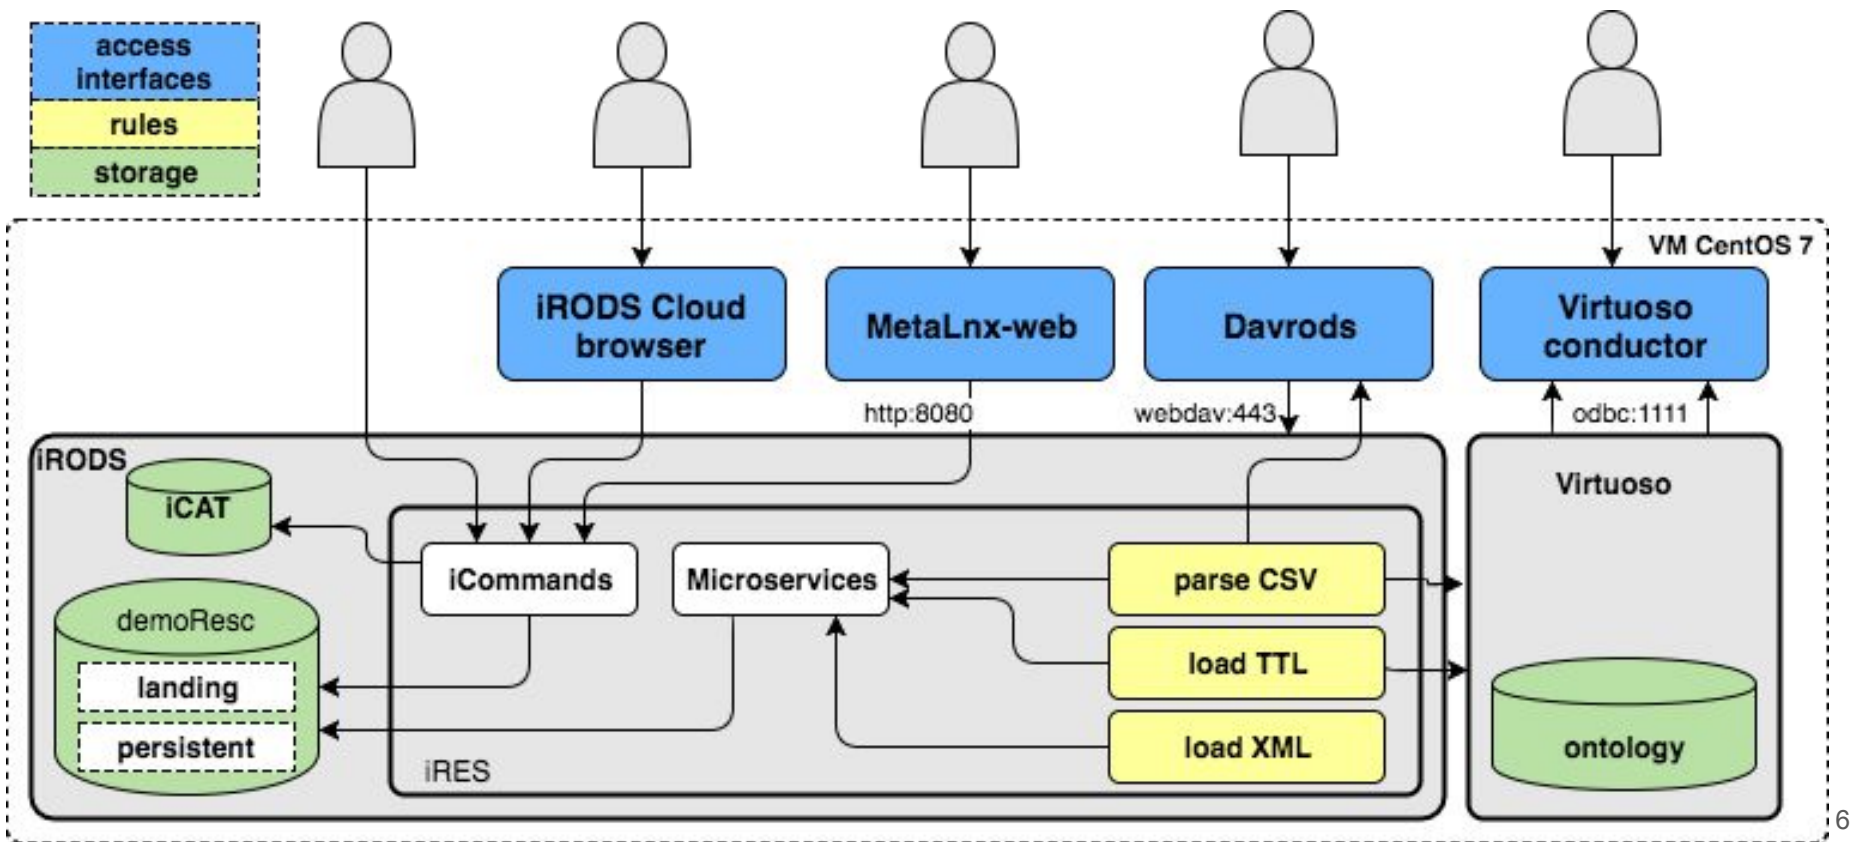 access
interfaces
rules
storage
VM CentOS 7
iRODS Cloud
browser
MetaLnx-web
Davrods
Virtuoso
conductor
http:8080
webdav:443
odbc:1111
iRODS
iCAT
Virtuoso
iCommands
Microservices
parse CSV
demoResc
landing
load TTL
persistent
load XML
ontology
iRES
6